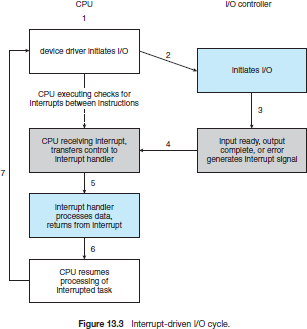 CPU
I/O controller
1
device driver initiates I/O
2
initiates I/O
CPU executing checks for
interrupts between instructions
3
CPU receiving interrupt,
transfers control to
interrupt handler
4
input ready, output
complete, or error
generates interrupt signal
7
5
interrupt handler
processes data,
returns from interrupt
6
CPU resumes
processing of
interrupted task
Figure 13.3 Interrupt-driven I/O cycle.